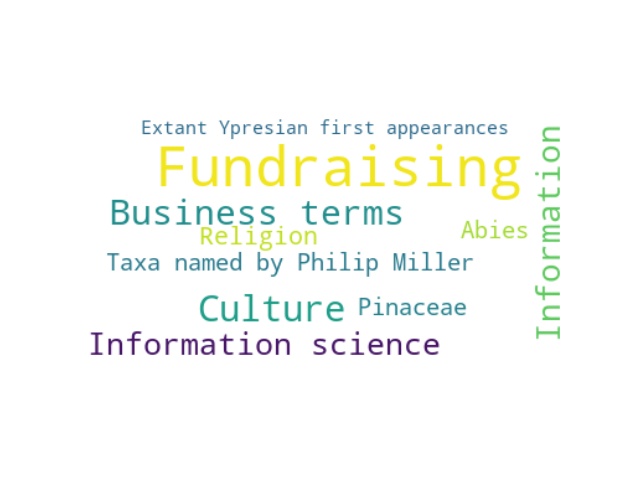 Extant Ypresian first appearances
Fundraising
Business terms
Religion
Abies
Information
Taxa named by Philip Miller
Culture
Pinaceae
Information science